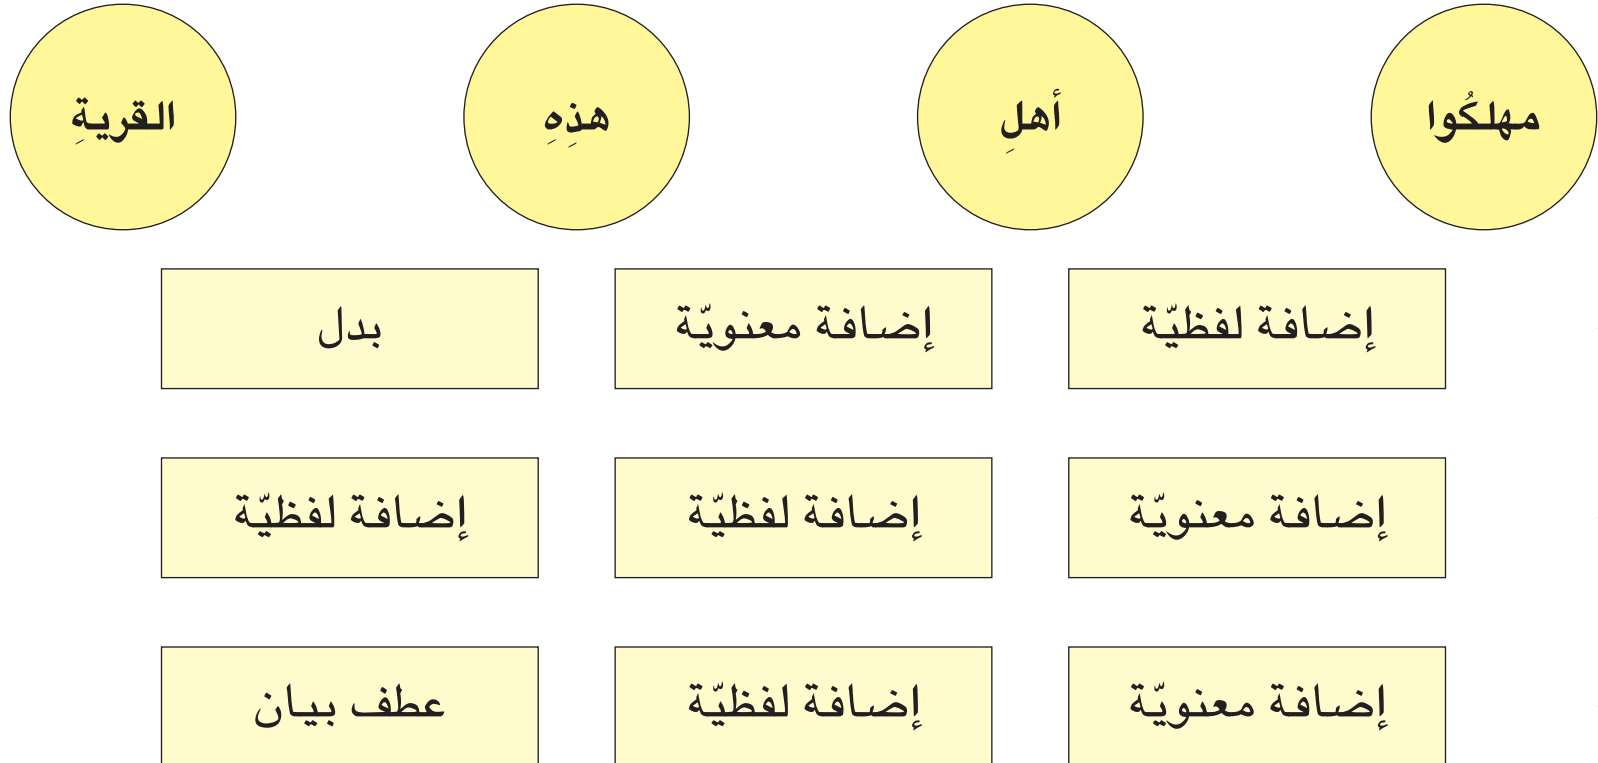 مهلكُوا أهلِ هذِهِ القريةِ
إضافة لفظيّة إضافة معنويّة بدل
إضافة معنويّة إضافة لفظيّة إضافة لفظيّة
إضافة معنويّة إضافة لفظيّة عطف بيان